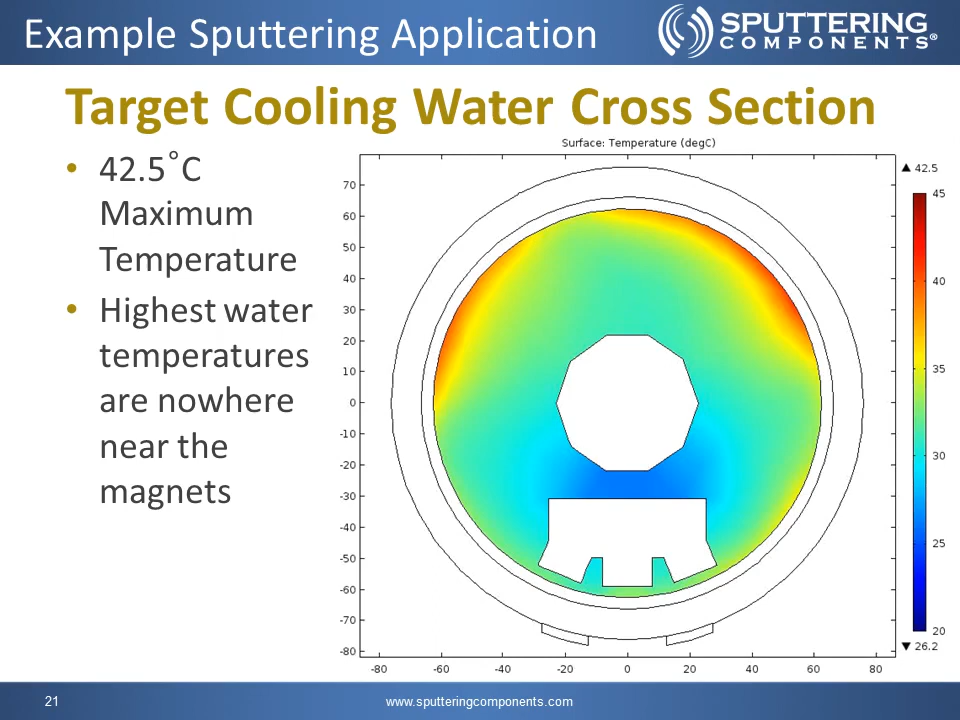 Example Sputtering Application
SPUTTERING
COMPONENTS®
Target Cooling Water Cross Section
• 42.5˚C
Maximum
Temperature
• Highest water
temperatures
are nowhere
near the
magnets
Surface: Temperature (degC)
▲ 42.5
45
40
35
30
25
20
▼ 26.2
70
60
50
40
30
20
10
0
-10
-20
-30
-40
-50
-60
-70
-80
-80 -60 -40 -20 0 20 40 60 80
21
www.sputteringcomponents.com